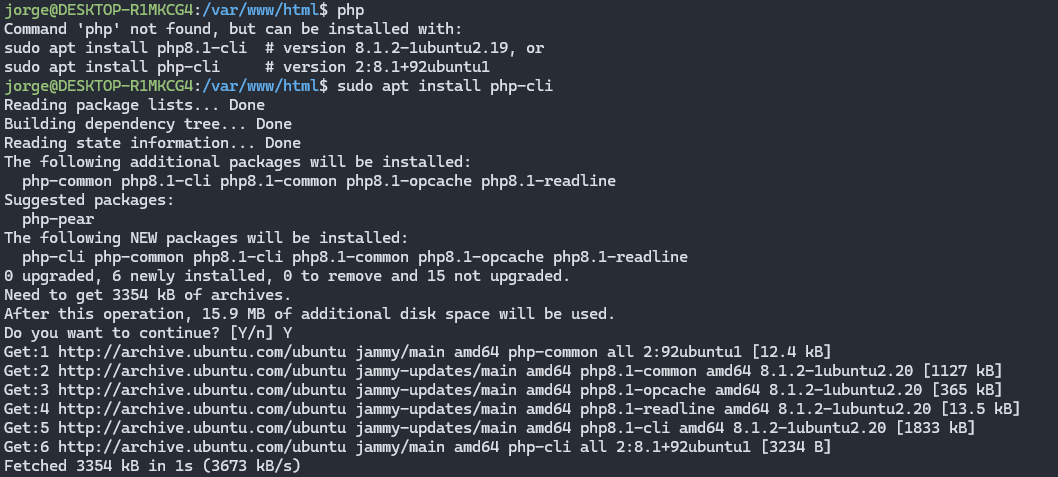 jorge@DESKTOP-R1MKCG4:/var/www/html$ php
Command 'php' not found, but can be installed with:
sudo apt install php8.1-cli  # version 8.1.2-1ubuntu2.19, or
sudo apt install php-cli     # version 2:8.1+92ubuntu1
jorge@DESKTOP-R1MKCG4:/var/www/html$ sudo apt install php-cli
Reading package lists... Done
Building dependency tree... Done
Reading state information... Done
The following additional packages will be installed:
  php-common php8.1-cli php8.1-common php8.1-opcache php8.1-readline
Suggested packages:
  php-pear
The following NEW packages will be installed:
  php-cli php-common php8.1-cli php8.1-common php8.1-opcache php8.1-readline
0 upgraded, 6 newly installed, 0 to remove and 15 not upgraded.
Need to get 3354 kB of archives.
After this operation, 15.9 MB of additional disk space will be used.
Do you want to continue? [Y/n] Y
Get:1 http://archive.ubuntu.com/ubuntu jammy/main amd64 php-common all 2:92ubuntu1 [12.4 kB]
Get:2 http://archive.ubuntu.com/ubuntu jammy-updates/main amd64 php8.1-common amd64 8.1.2-1ubuntu2.20 [1127 kB]
Get:3 http://archive.ubuntu.com/ubuntu jammy-updates/main amd64 php8.1-opcache amd64 8.1.2-1ubuntu2.20 [365 kB]
Get:4 http://archive.ubuntu.com/ubuntu jammy-updates/main amd64 php8.1-readline amd64 8.1.2-1ubuntu2.20 [13.5 kB]
Get:5 http://archive.ubuntu.com/ubuntu jammy-updates/main amd64 php8.1-cli amd64 8.1.2-1ubuntu2.20 [1833 kB]
Get:6 http://archive.ubuntu.com/ubuntu jammy/main amd64 php-cli all 2:8.1+92ubuntu1 [3234 B]
Fetched 3354 kB in 1s (3673 kB/s)